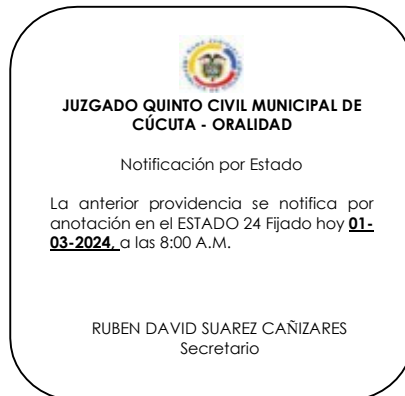 JUZGADO QUINTO CIVIL MUNICIPAL DE
CÚCUTA - ORALIDAD
Notificación por Estado
La anterior providencia se notifica por
anotación en el ESTADO 24 Fijado hoy 01-
03-2024, a las 8:00 A.M.
RUBEN DAVID SUAREZ CAÑIZARES
Secretario